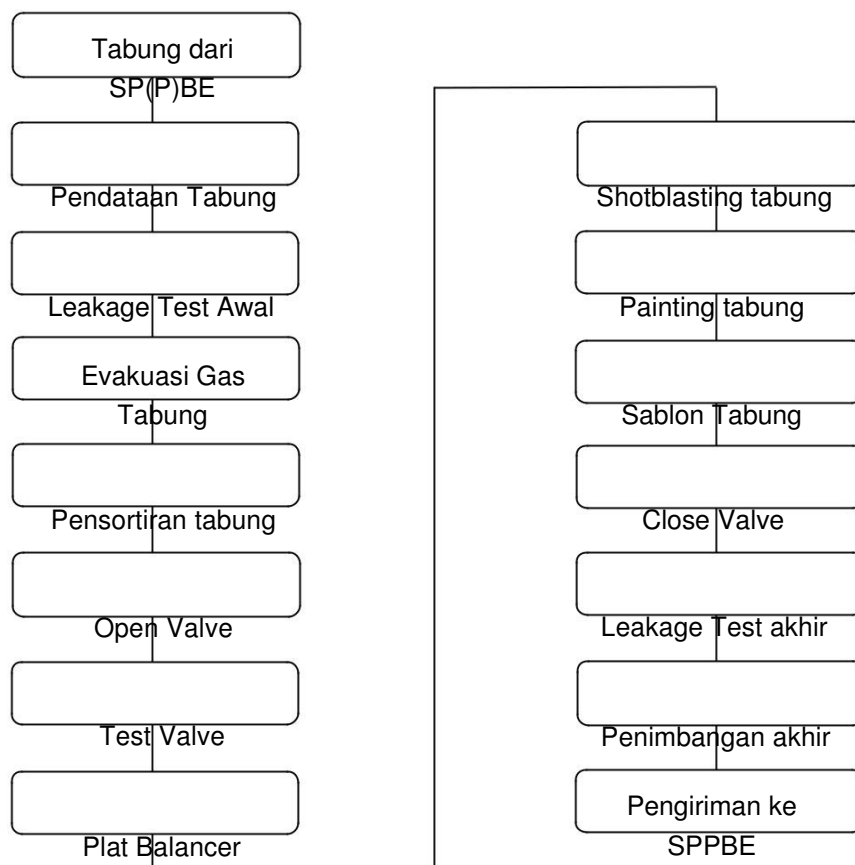 Tabung dari
SP(P)BE
Pendataan Tabung
Leakage Test Awal
Evakuasi Gas
Tabung
Pensortiran tabung
Open Valve
Test Valve
Plat Balancer
Shotblasting tabung
Painting tabung
Sablon Tabung
Close Valve
Leakage Test akhir
Penimbangan akhir
Pengiriman ke
SPPBE